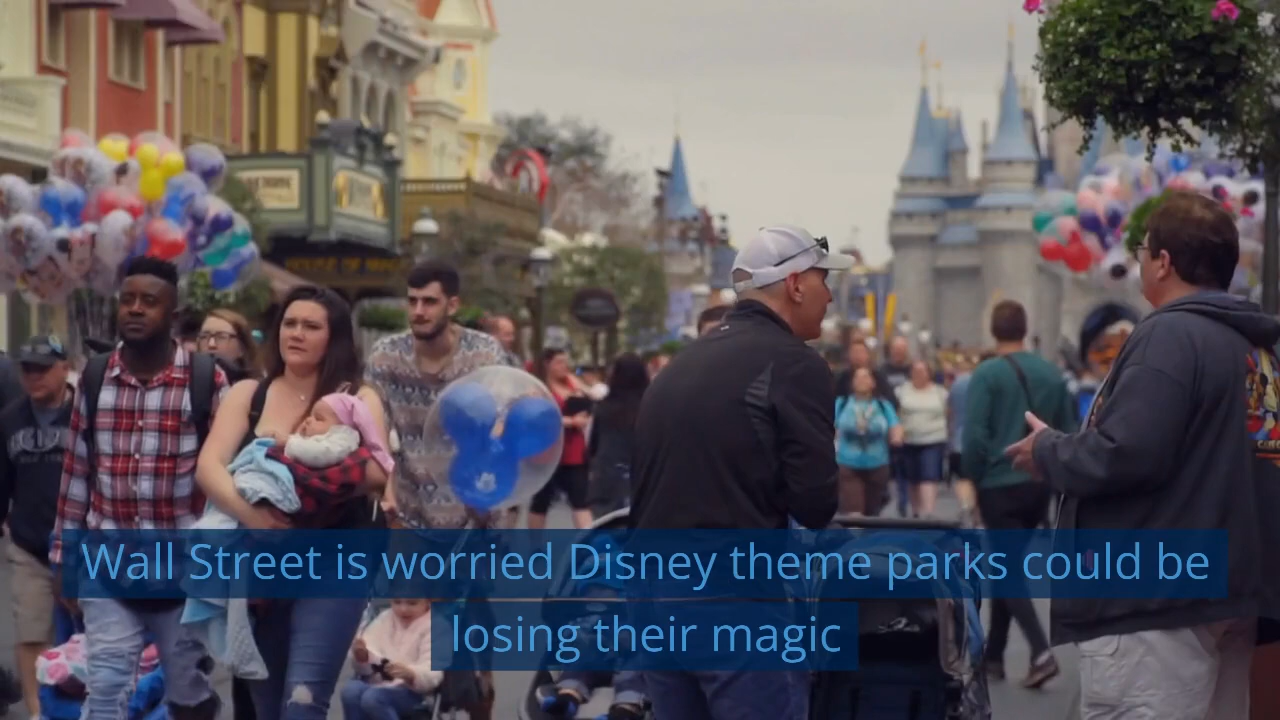 Wall Street is worried Disney theme parks could be
losing their magic